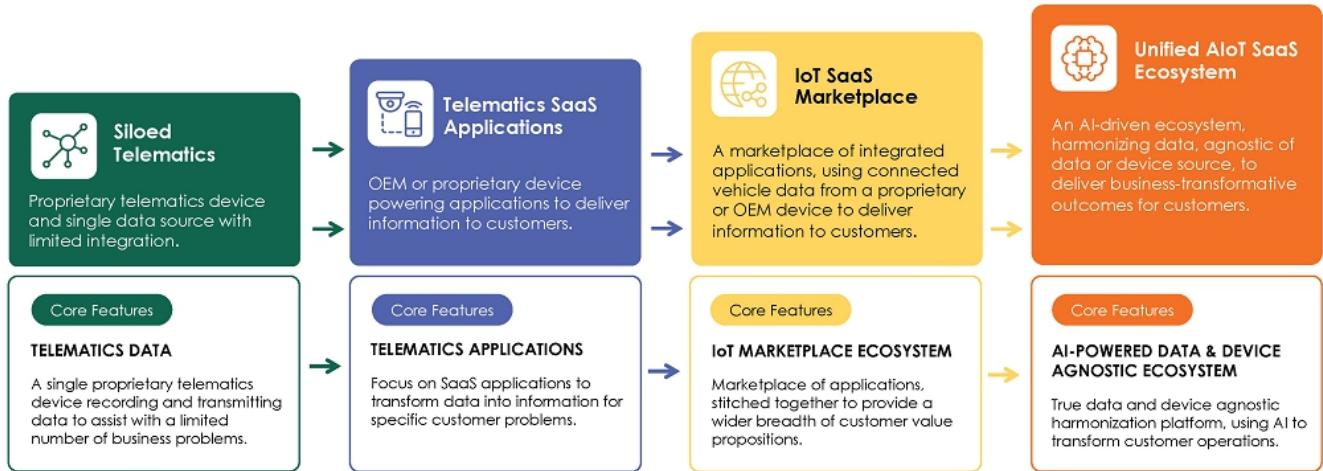 Siloed
Telematics
Proprietary telematics device
and single data source with
limited integration.
Telematics SaaS
Applications
OEM or proprietary device
powering applications to deliver
information to customers.
IoT SaaS
Marketplace
A marketplace of integrated
applications, using connected
vehicle data from a proprietary
or OEM device to deliver
information to customers.
Unified AIoT SaaS
Ecosystem
An AI-driven ecosystem,
harmonizing data, agnostic of
data or device source, to
deliver business-transformative
outcomes for customers.
Core Features
TELEMATICS DATA
A single proprietary telematics
device recording and transmitting
data to assist with a limited
number of business problems.
Core Features
TELEMATICS APPLICATIONS
Focus on SaaS applications to
transform data into information for
specific customer problems.
Core Features
IoT MARKETPLACE ECOSYSTEM
Marketplace of applications,
stitched together to provide a
wider breadth of customer value
propositions.
Core Features
AI-POWERED DATA & DEVICE
AGNOSTIC ECOSYSTEM
True data and device agnostic
harmonization platform, using AI to
transform customer operations.